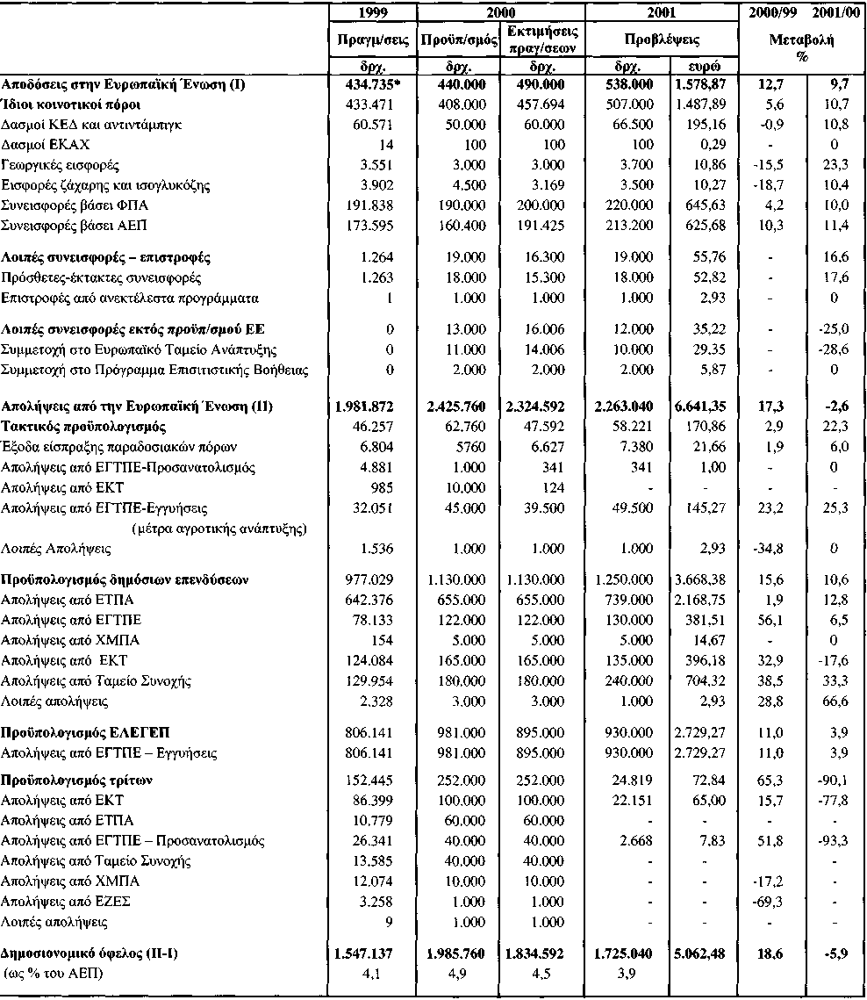 1999 2000 2001 2000/99 2001/00
Πραγμ/σεις Προϋπ/σμός Εκτιμήσεις πραγ/σεων Προβλέψεις Μεταβολή %
δρχ. δρχ. δρχ. δρχ. ευρώ
Αποδόσεις στην Ευρωπαϊκή Ένωση (Ι) 434.735* 440.000 490.000 538.000 1.578,87 12,7 9,7
Ίδιοι κοινοτικοί πόροι 433.471 408.000 457.694 507.000 1.487,89 5,6 10,7
Δασμοί ΚΕΔ και αντιντάμπιγκ 60.571 50.000 60.000 66.500 195,16 -0,9 10,8
Δασμοί ΕΚΑΧ 14 100 100 100 0,29 - 0
Γεωργικές εισφορές 3.551 3.000 3.000 3.700 10,86 -15,5 23,3
Εισφορές ζάχαρης και ισογλυκόζης 3.902 4.500 3.169 3.500 10,27 -18,7 10,4
Συνεισφορές βάσει ΦΠΑ 191.838 190.000 200.000 220.000 645,63 4,2 10,0
Συνεισφορές βάσει ΑΕΠ 173.595 160.400 191.425 213.200 625,68 10,3 11,4
Λοιπές συνεισφορές – επιστροφές 1.264 19.000 16.300 19.000 55,76 - 16,6
Πρόσθετες-έκτακτες συνεισφορές 1.263 18.000 15.300 18.000 52,82 - 17,6
Επιστροφές από ανεκτέλεστα προγράμματα 1 1.000 1.000 1.000 2,93 - 0
Λοιπές συνεισφορές εκτός προϋπ/σμού ΕΕ 0 13.000 16.006 12.000 35,22 - -25,0
Συμμετοχή στο Ευρωπαϊκό Ταμείο Ανάπτυξης 0 11.000 14.006 10.000 29,35 - -28,6
Συμμετοχή στο Πρόγραμμα Επισιτιστικής Βοήθειας 0 2.000 2.000 2.000 5,87 - 0
Απολήψεις από την Ευρωπαϊκή Ένωση (ΙΙ) 1.981.872 2.425.760 2.324.592 2.263.040 6.641,35 17,3 -2,6
Τακτικός προϋπολογισμός 46.257 62.760 47.592 58.221 170,86 2,9 22,3
Έξοδα είσπραξης παραδοσιακών πόρων 6.804 5760 6.627 7.380 21,66 1,9 6,0
Απολήψεις από ΕΓΤΠΕ-Προσανατολισμός 4.881 1.000 341 341 1,00 - 0
Απολήψεις από ΕΚΤ 985 10.000 124 - - - -
Απολήψεις από ΕΓΤΠΕ-Εγγυήσεις 32.051 45.000 39.500 49.500 145,27 23,2 25,3
(μέτρα αγροτικής ανάπτυξης)
Λοιπές Απολήψεις 1.536 1.000 1.000 1.000 2,93 -34,8 0
Προϋπολογισμός δημόσιων επενδύσεων 977.029 1.130.000 1.130.000 1.250.000 3.668,38 15,6 10,6
Απολήψεις από ΕΤΠΑ 642.376 655.000 655.000 739.000 2.168,75 1,9 12,8
Απολήψεις από ΕΓΤΠΕ 78.133 122.000 122.000 130.000 381,51 56,1 6,5
Απολήψεις από ΧΜΠΑ 154 5.000 5.000 5.000 14,67 - 0
Απολήψεις από ΕΚΤ 124.084 165.000 165.000 135.000 396,18 32,9 -17,6
Απολήψεις από Ταμείο Συνοχής 129.954 180.000 180.000 240.000 704,32 38,5 33,3
Λοιπές απολήψεις 2.328 3.000 3.000 1.000 2,93 28,8 66,6
Προϋπολογισμός ΕΛΕΓΕΠ 806.141 981.000 895.000 930.000 2.729,27 11,0 3,9
Απολήψεις από ΕΓΤΠΕ – Εγγυήσεις 806.141 981.000 895.000 930.000 2.729,27 11,0 3,9
Προϋπολογισμός τρίτων 152.445 252.000 252.000 24.819 72,84 65,3 -90,1
Απολήψεις από ΕΚΤ 86.399 100.000 100.000 22.151 65,00 15,7 -77,8
Απολήψεις από ΕΤΠΑ 10.779 60.000 60.000 - - - -
Απολήψεις από ΕΓΤΠΕ – Προσανατολισμός 26.341 40.000 40.000 2.668 7,83 51,8 -93,3
Απολήψεις από Ταμείο Συνοχής 13.585 40.000 40.000 - - -
Απολήψεις από ΧΜΠΑ 12.074 10.000 10.000 - - -17,2 -
Απολήψεις από ΕΖΕΣ 3.258 1.000 1.000 - - -69,3 -
Λοιπές απολήψεις 9 1.000 1.000 - - - -
Δημοσιονομικό όφελος (ΙΙ-Ι) 1.547.137 1.985.760 1.834.592 1.725.040 5.062,48 18,6 -5,9
(ως % του ΑΕΠ) 4,1 4,9 4,5 3,9